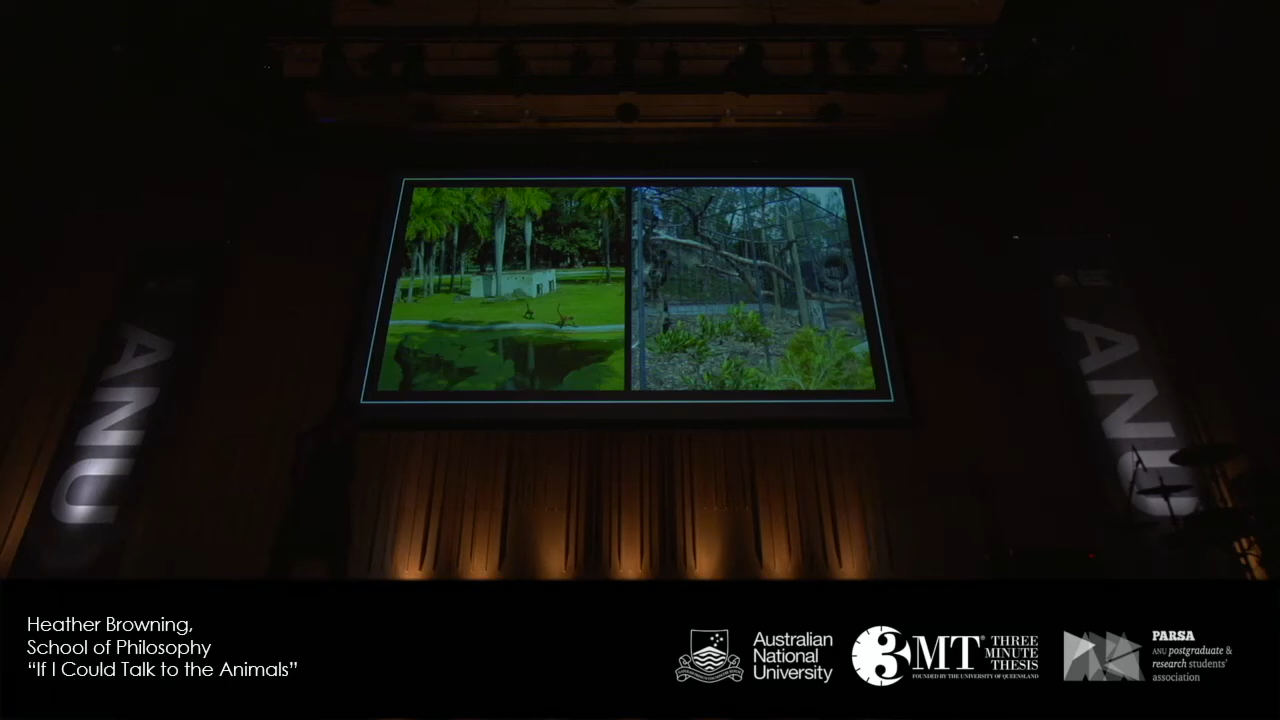 ANU
ANU
Heather Browning,
School of Philosophy
“If I Could Talk to the Animals”
Australian
National
University
3MT® THREE
MINUTE
THESIS
FOUNDED BY THE UNIVERSITY OF QUEENSLAND
PARSA
ANU postgraduate &
research students’
association